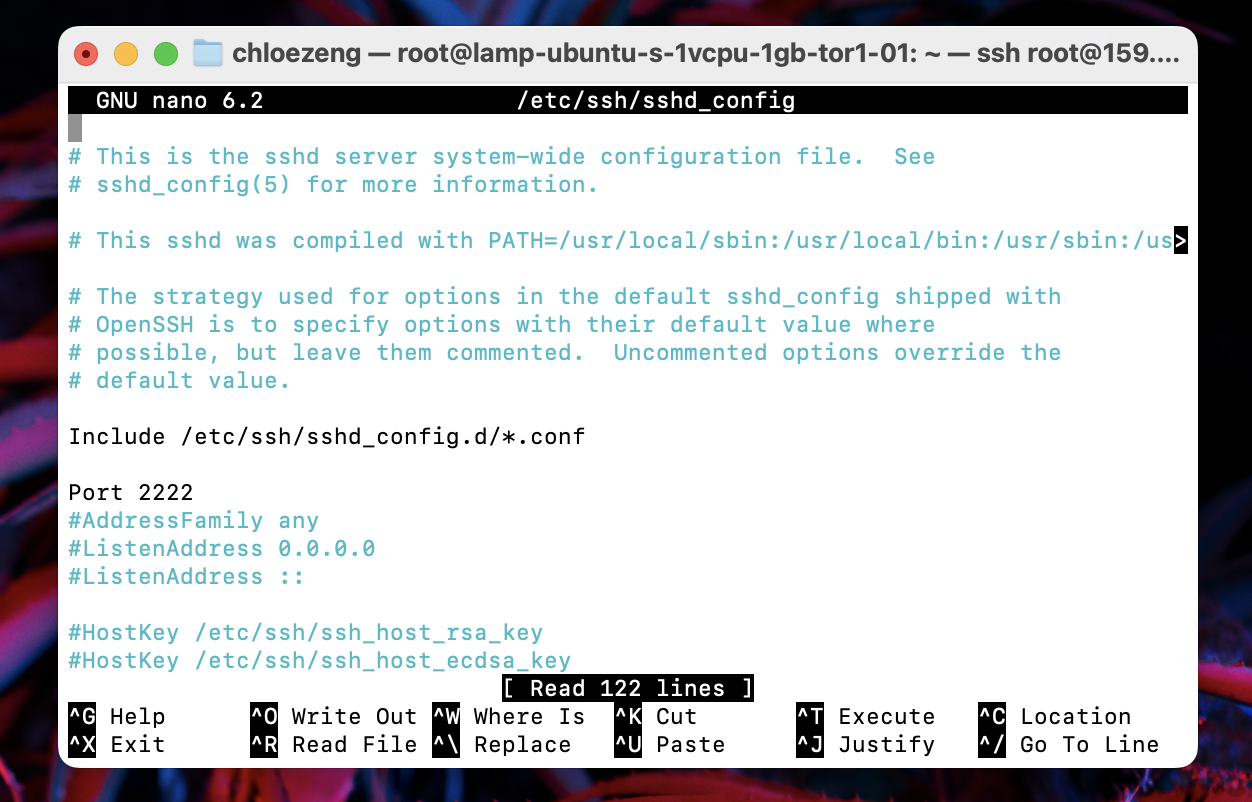 chloezeng — root@lamp-ubuntu-s-1vcpu-1gb-tor1-01: ~ — ssh root@159....
GNU nano 6.2 /etc/ssh/sshd_config
# This is the sshd server system-wide configuration file.  See
# sshd_config(5) for more information.
# This sshd was compiled with PATH=/usr/local/sbin:/usr/local/bin:/usr/sbin:/us>
# The strategy used for options in the default sshd_config shipped with
# OpenSSH is to specify options with their default value where
# possible, but leave them commented.  Uncommented options override the
# default value.
Include /etc/ssh/sshd_config.d/*.conf
Port 2222
#AddressFamily any
#ListenAddress 0.0.0.0
#ListenAddress ::
#HostKey /etc/ssh/ssh_host_rsa_key
#HostKey /etc/ssh/ssh_host_ecdsa_key
[ Read 122 lines ]
^G Help ^O Write Out ^W Where Is ^K Cut ^T Execute ^C Location
^X Exit ^R Read File ^\ Replace ^U Paste ^J Justify ^/ Go To Line